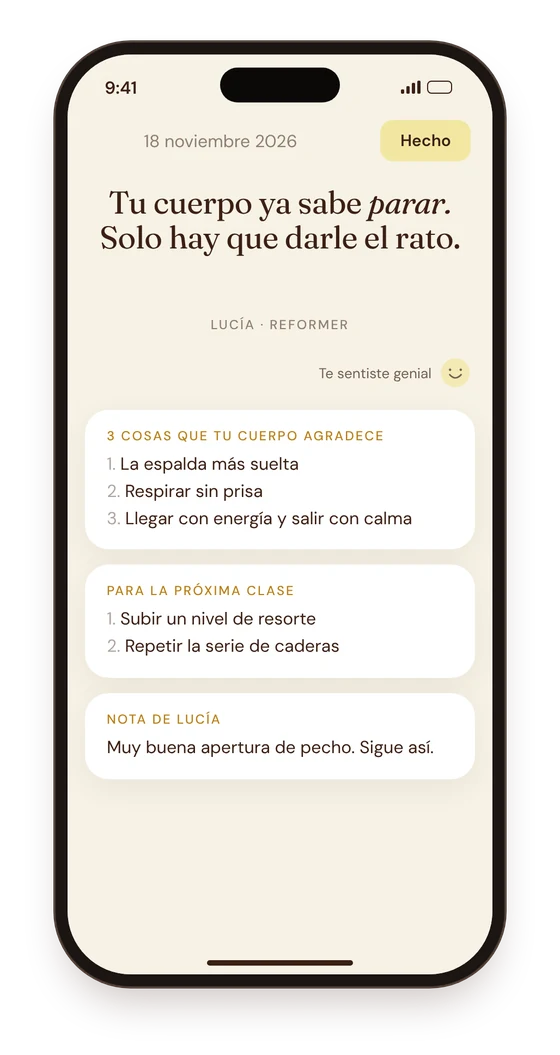 9:41
18 noviembre 2026
Hecho
Tu cuerpo ya sabe parar.
Solo hay que darle el rato.
LUCÍA · REFORMER
Te sentiste genial
3 COSAS QUE TU CUERPO AGRADECE
1. La espalda más suelta
2. Respirar sin prisa
3. Llegar con energía y salir con calma
PARA LA PRÓXIMA CLASE
1. Subir un nivel de resorte
2. Repetir la serie de caderas
NOTA DE LUCÍA
Muy buena apertura de pecho. Sigue así.